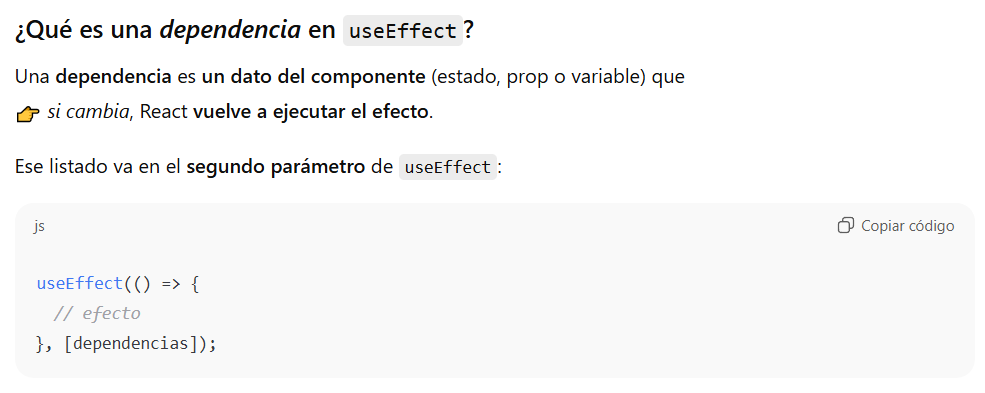 ¿Qué es una dependencia en useEffect?
Una dependencia es un dato del componente (estado, prop o variable) que
👉 si cambia, React vuelve a ejecutar el efecto.
Ese listado va en el segundo parámetro de useEffect:
js
Copiar código
useEffect(() => {
  // efecto
}, [dependencias]);